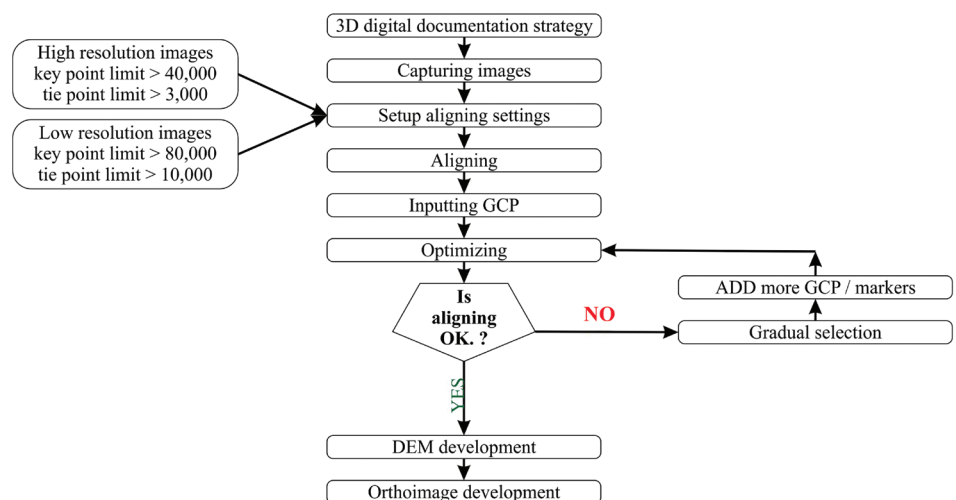 3D digital documentation strategy
High resolution images
key point limit > 40,000
tie point limit > 3,000
Capturing images
Setup aligning settings
Low resolution images
key point limit > 80,000
tie point limit > 10,000
Aligning
Inputting GCP
Optimizing
ADD more GCP / markers
Is
aligning
OK. ?
NO
Gradual selection
YES
DEM development
Orthoimage development